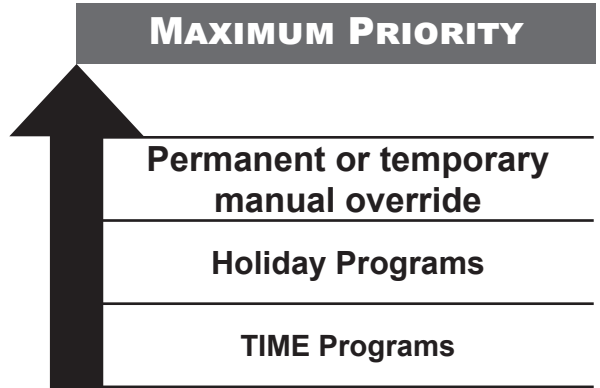 MAXIMUM PRIORITY
Permanent or temporary
manual override
Holiday Programs
TIME Programs